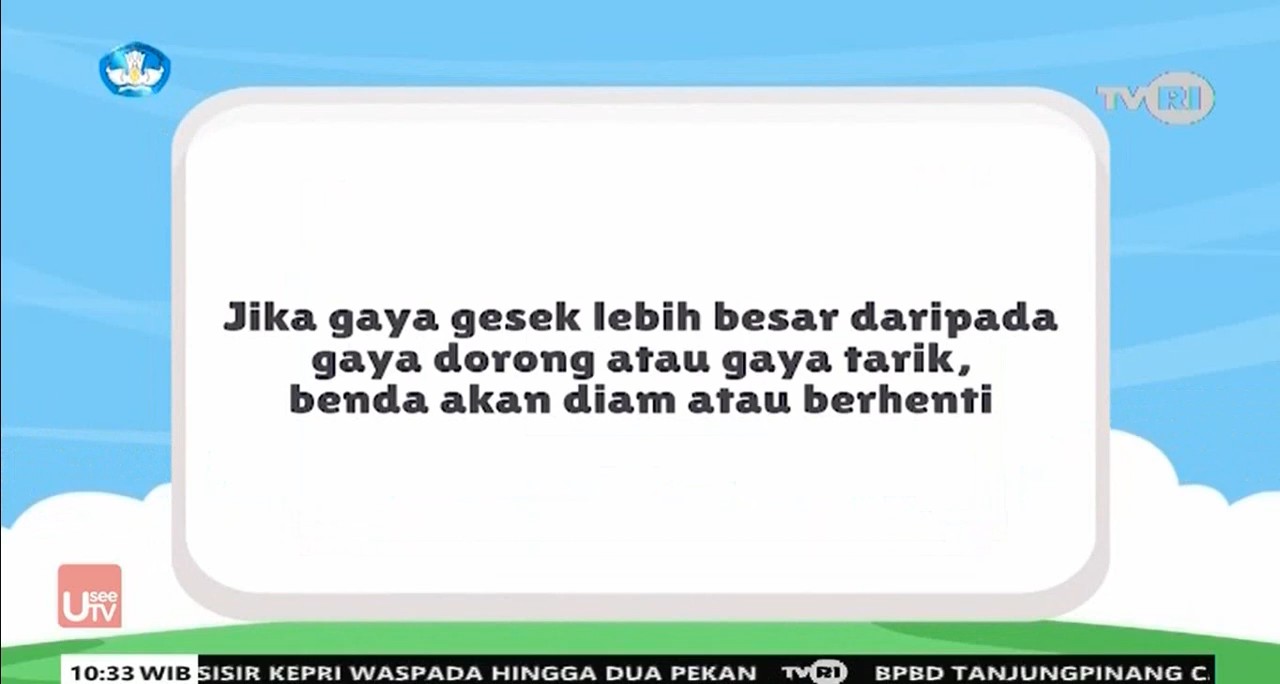 TVRI
Jika gaya gesek lebih besar daripada
gaya dorong atau gaya tarik,
benda akan diam atau berhenti
UseeTV
10:33 WIB SISIR KEPRI WASPADA HINGGA DUA PEKAN TVRI BPBD TANJUNGPINANG